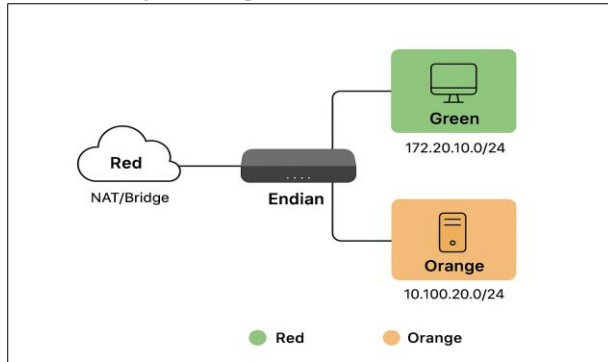 Green
172.20.10.0/24
Red
NAT/Bridge
Endian
Orange
10.100.20.0/24
Red
Orange